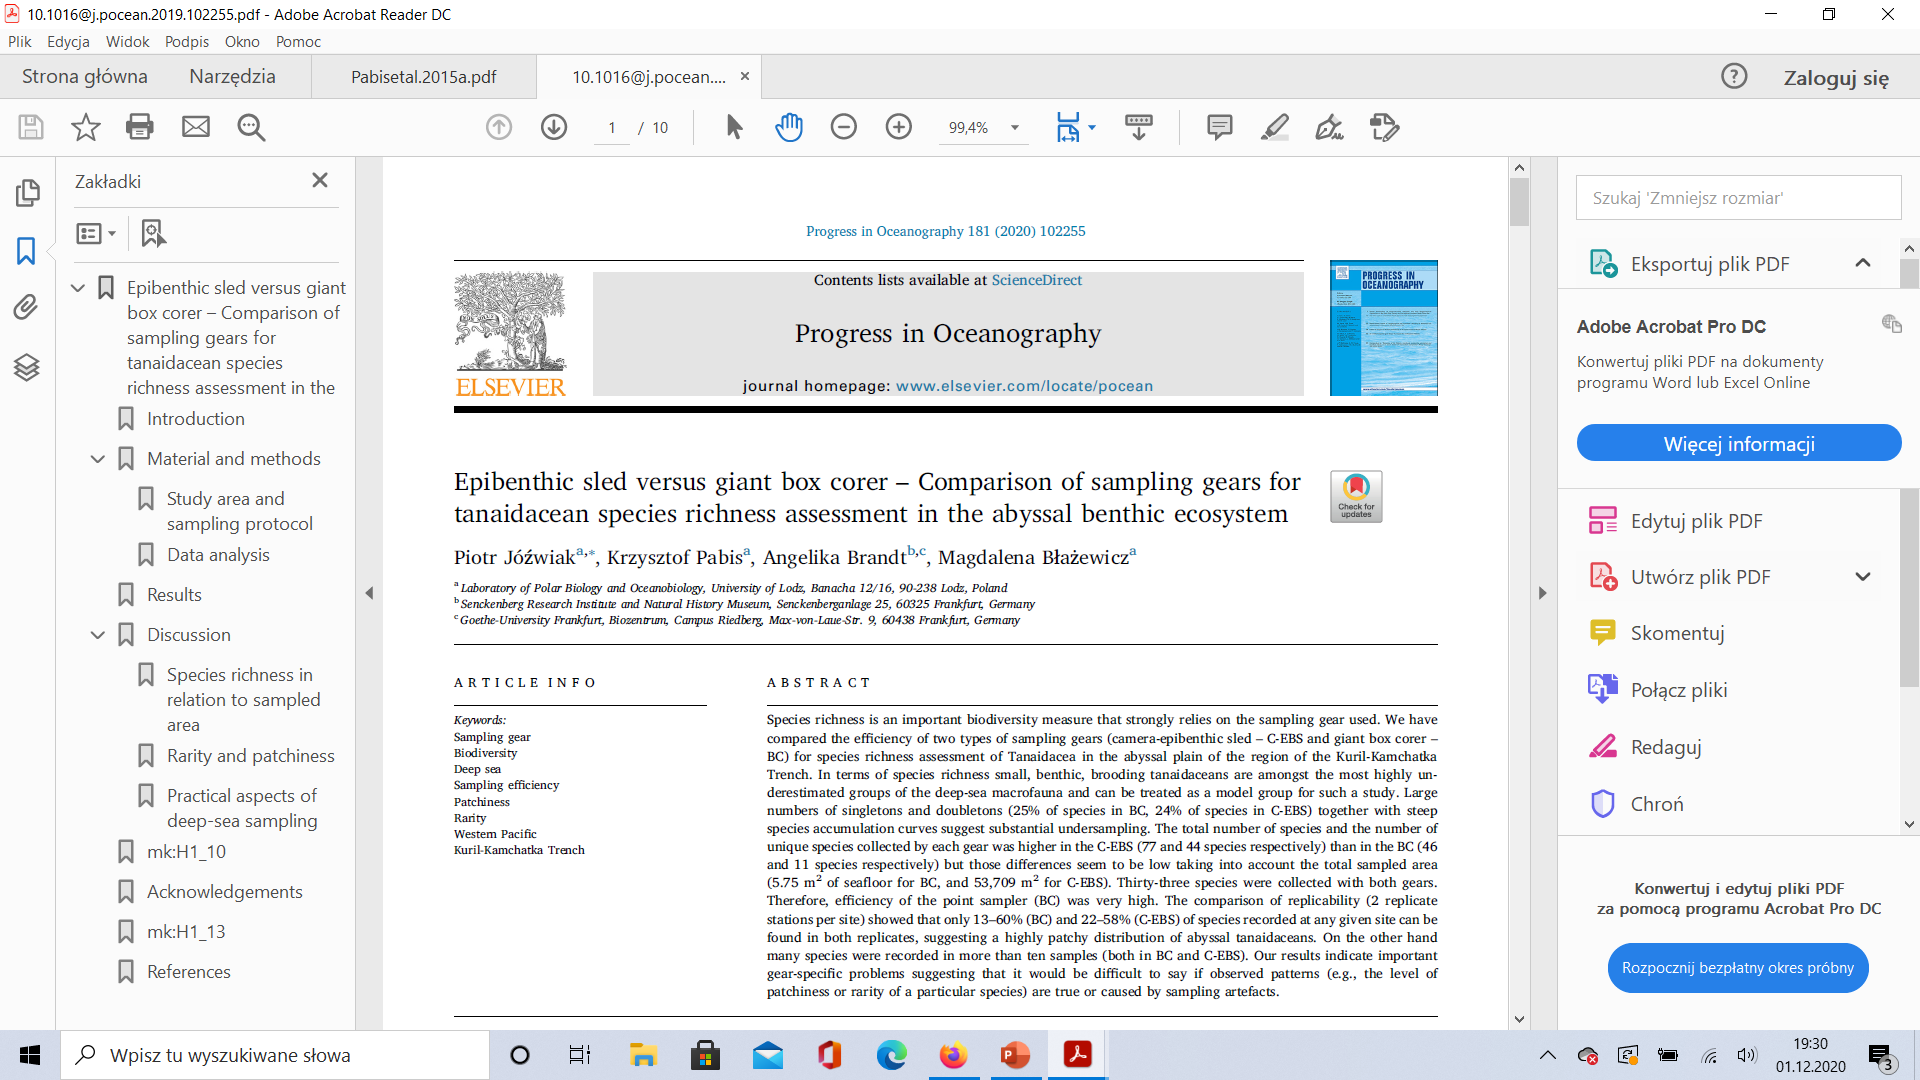 10.1016@j.pocean.2019.102255.pdf - Adobe Acrobat Reader DC
Plik Edycja Widok Podpis Okno Pomoc
Strona główna Narzędzia Pabisetal.2015a.pdf 10.1016@j.pocean.... Zaloguj się
1 / 10 99,4%
Zakładki
Epibenthic sled versus giant
box corer – Comparison of
sampling gears for
tanaidacean species
richness assessment in the
Introduction
Material and methods
Study area and
sampling protocol
Data analysis
Results
Discussion
Species richness in
relation to sampled
area
Rarity and patchiness
Practical aspects of
deep-sea sampling
mk:H1_10
Acknowledgements
mk:H1_13
References
Progress in Oceanography 181 (2020) 102255
ELSEVIER
Contents lists available at ScienceDirect
Progress in Oceanography
journal homepage: www.elsevier.com/locate/pocean
PROGRESS IN
OCEANOGRAPHY
Epibenthic sled versus giant box corer – Comparison of sampling gears for
tanaidacean species richness assessment in the abyssal benthic ecosystem
Check for
updates
Piotr Jóźwiak a,*, Krzysztof Pabis a, Angelika Brandt b,c, Magdalena Błażewicz a
a Laboratory of Polar Biology and Oceanobiology, University of Lodz, Banacha 12/16, 90-238 Lodz, Poland
b Senckenberg Research Institute and Natural History Museum, Senckenberganlage 25, 60325 Frankfurt, Germany
c Goethe-University Frankfurt, Biozentrum, Campus Riedberg, Max-von-Laue-Str. 9, 60438 Frankfurt, Germany
ARTICLE INFO
Keywords:
Sampling gear
Biodiversity
Deep sea
Sampling efficiency
Patchiness
Rarity
Western Pacific
Kuril-Kamchatka Trench
ABSTRACT
Species richness is an important biodiversity measure that strongly relies on the sampling gear used. We have
compared the efficiency of two types of sampling gears (camera-epibenthic sled – C-EBS and giant box corer –
BC) for species richness assessment of Tanaidacea in the abyssal plain of the region of the Kuril-Kamchatka
Trench. In terms of species richness small, benthic, brooding tanaidaceans are amongst the most highly un-
derestimated groups of the deep-sea macrofauna and can be treated as a model group for such a study. Large
numbers of singletons and doubletons (25% of species in BC, 24% of species in C-EBS) together with steep
species accumulation curves suggest substantial undersampling. The total number of species and the number of
unique species collected by each gear was higher in the C-EBS (77 and 44 species respectively) than in the BC (46
and 11 species respectively) but those differences seem to be low taking into account the total sampled area
(5.75 m² of seafloor for BC, and 53,709 m² for C-EBS). Thirty-three species were collected with both gears.
Therefore, efficiency of the point sampler (BC) was very high. The comparison of replicability (2 replicate
stations per site) showed that only 13–60% (BC) and 22–58% (C-EBS) of species recorded at any given site can be
found in both replicates, suggesting a highly patchy distribution of abyssal tanaidaceans. On the other hand
many species were recorded in more than ten samples (both in BC and C-EBS). Our results indicate important
gear-specific problems suggesting that it would be difficult to say if observed patterns (e.g., the level of
patchiness or rarity of a particular species) are true or caused by sampling artefacts.
Szukaj 'Zmniejsz rozmiar'
Eksportuj plik PDF
Adobe Acrobat Pro DC
Konwertuj pliki PDF na dokumenty
programu Word lub Excel Online
Więcej informacji
Edytuj plik PDF
Utwórz plik PDF
Skomentuj
Połącz pliki
Redaguj
Chroń
Konwertuj i edytuj pliki PDF
za pomocą programu Acrobat Pro DC
Rozpocznij bezpłatny okres próbny
Wpisz tu wyszukiwane słowa
19:30
01.12.2020
3